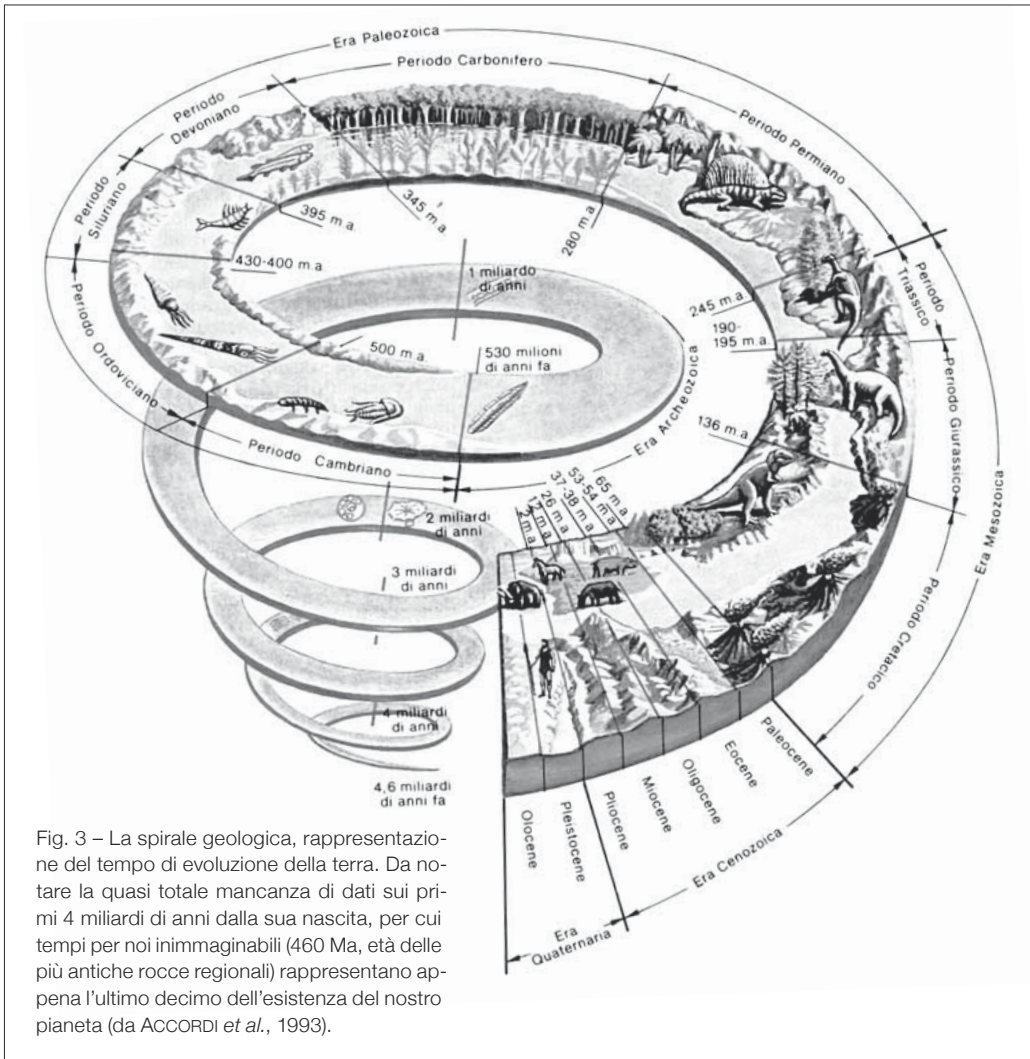 Era Paleozoica
Periodo Carbonifero
Periodo
Devoniano
Periodo Permiano
Periodo
Siluriano
395 m.a.
345 m.a.
280 m.a.
430-400 m.a
1 miliardo
di anni
245 m.a.
Periodo
Triassico
190-
195 m.a.
Periodo Ordoviciano
500 m.a.
530 milioni
di anni fa
Era Archeozoica
Periodo Giurassico
136 m.a
Periodo Cambriano
65 m.a.
53-54 m.a
37-38 m.a
26 m.a
12 m.a
2 m.a
Era Mesozoica
2 miliardi
di anni
3 miliardi
di anni
Periodo Cretacico
4 miliardi
di anni
4,6 miliardi
di anni fa
Olocene
Pleistocene
Pliocene
Miocene
Oligocene
Eocene
Paleocene
Era Cenozoica
Era
Quaternaria
Fig. 3 – La spirale geologica, rappresentazio-
ne del tempo di evoluzione della terra. Da no-
tare la quasi totale mancanza di dati sui pri-
mi 4 miliardi di anni dalla sua nascita, per cui
tempi per noi inimmaginabili (460 Ma, età delle
più antiche rocce regionali) rappresentano ap-
pena l'ultimo decimo dell'esistenza del nostro
pianeta (da ACCORDI et al., 1993).